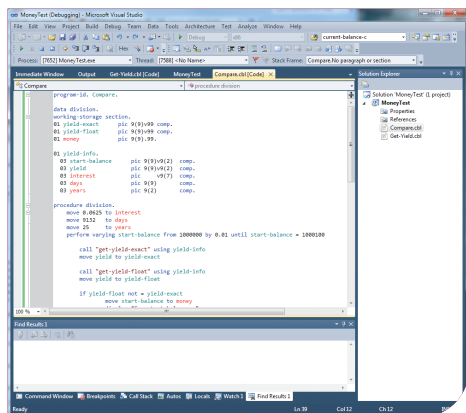 MoneyTest (Debugging) - Microsoft Visual Studio
File Edit View Project Build Debug Team Data Tools Architecture Test Analyze Window Help
Debug x86 current-balance-c
Hex
Process: [7652] MoneyTest.exe Thread: [7588] <No Name> Stack Frame: Compare.No paragraph or section
Immediate Window Output Get-Yield.cbl [Code] MoneyTest Compare.cbl [Code]
Compare procedure division
program-id. Compare.
data division.
working-storage section.
01 yield-exact pic 9(9)v99 comp.
01 yield-float pic 9(9)v99 comp.
01 money pic 9(9).99.
01 yield-info.
03 start-balance pic 9(9)v9(2) comp.
03 yield pic 9(9)v9(2) comp.
03 interest pic v9(7) comp.
03 days pic 9(9) comp.
03 years pic 9(2) comp.
procedure division.
move 0.0625 to interest
move 9132 to days
move 25 to years
perform varying start-balance from 1000000 by 0.01 until start-balance = 1000100
call "get-yield-exact" using yield-info
move yield to yield-exact
call "get-yield-float" using yield-info
move yield to yield-float
if yield-float not = yield-exact
move start-balance to money
100 %
Solution Explorer
Solution 'MoneyTest' (1 project)
MoneyTest
Properties
References
Compare.cbl
Get-Yield.cbl
Find Results 1
Command Window Breakpoints Call Stack Autos Locals Watch 1 Find Results 1
Ready Ln 39 Col 12 Ch 12